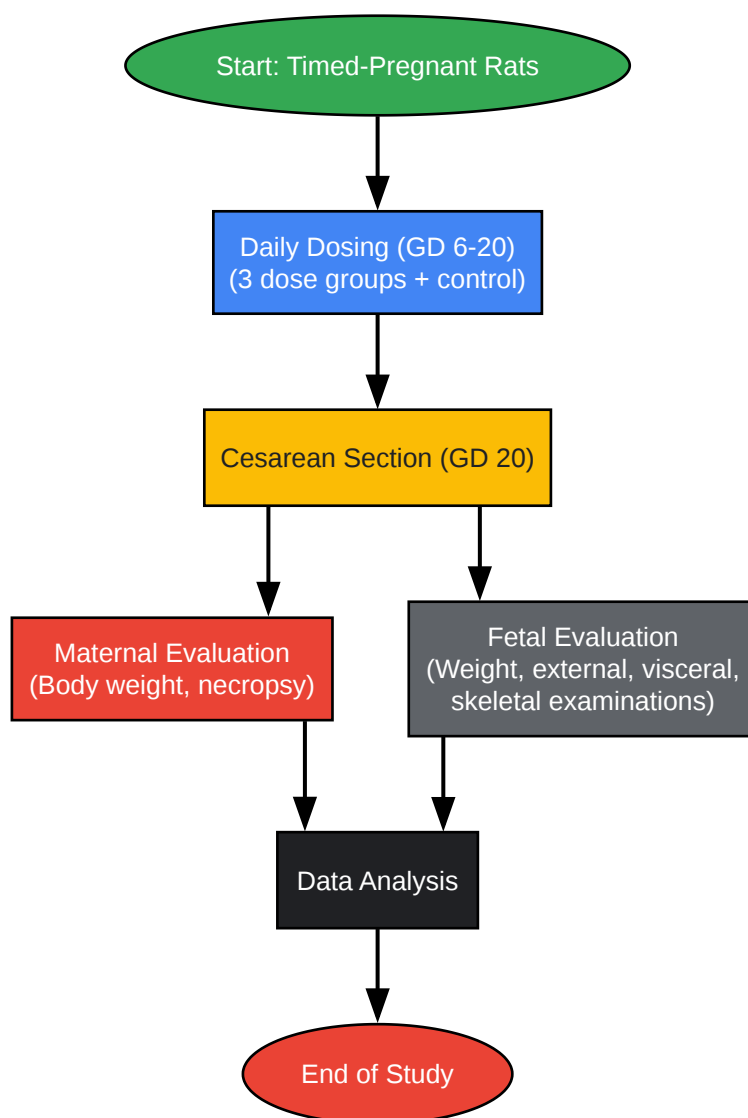 Start: Timed-Pregnant Rats
Daily Dosing (GD 6-20)
(3 dose groups + control)
Cesarean Section (GD 20)
Maternal Evaluation
(Body weight, necropsy)
Fetal Evaluation
(Weight, external, visceral,
skeletal examinations)
Data Analysis
End of Study